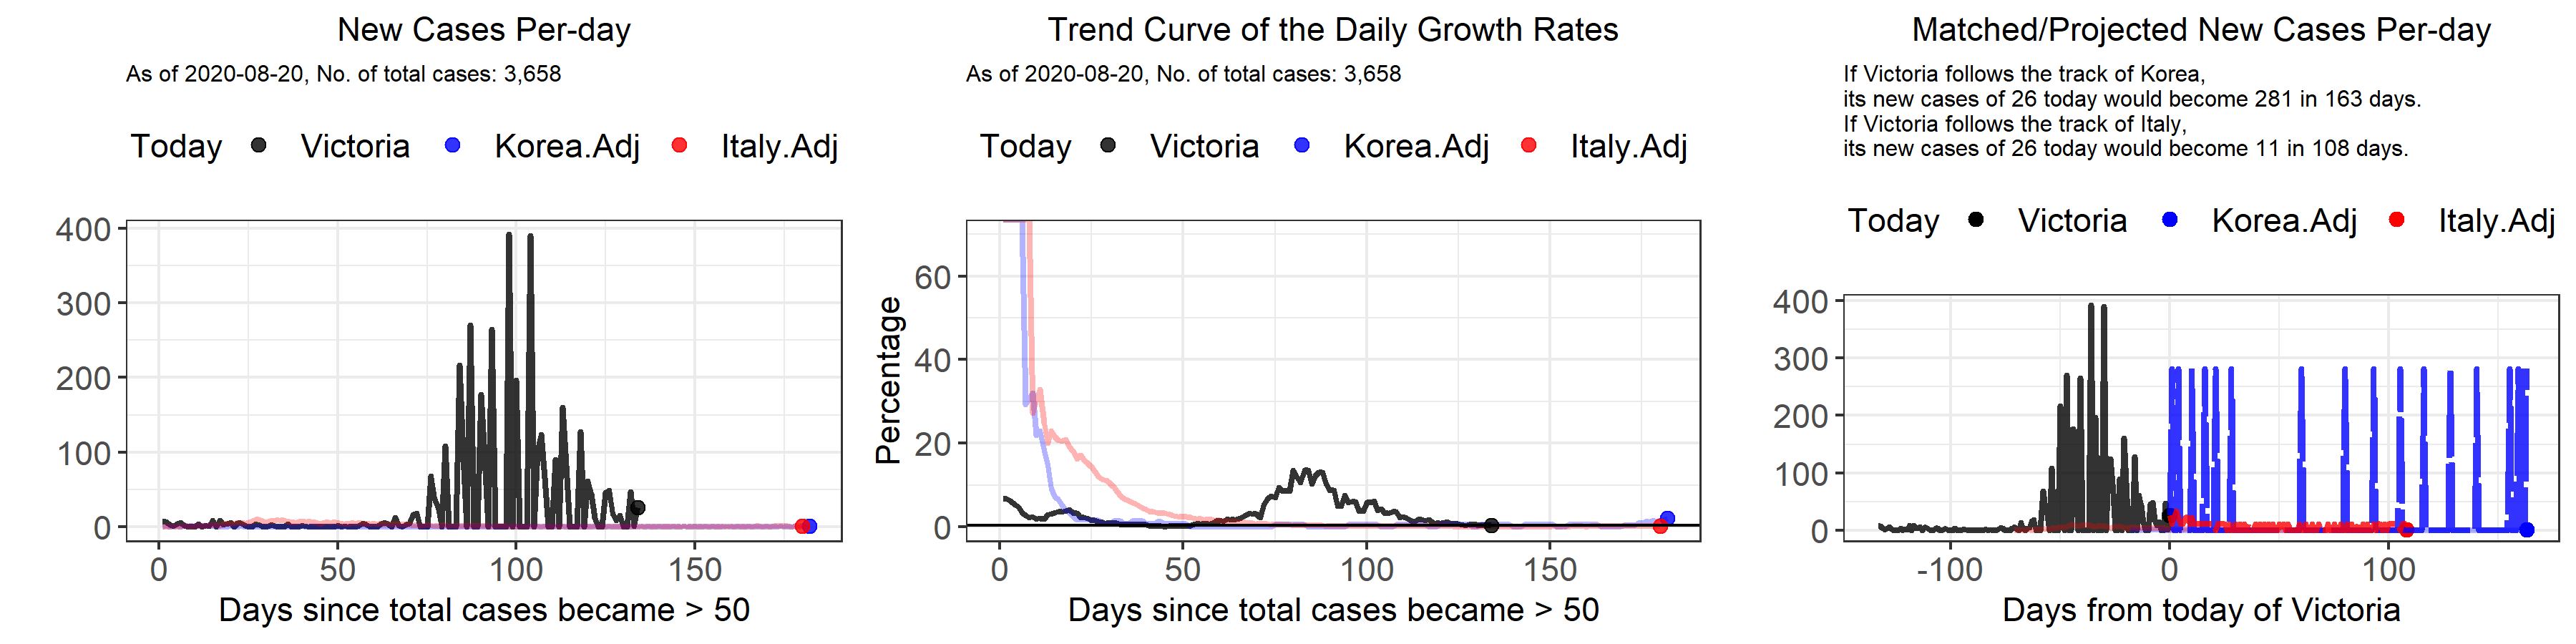 New Cases Per-day
As of 2020-08-20, No. of total cases: 3,658
Today Victoria Korea.Adj Italy.Adj
400
300
200
100
0
0 50 100 150
Days since total cases became > 50
Trend Curve of the Daily Growth Rates
As of 2020-08-20, No. of total cases: 3,658
Today Victoria Korea.Adj Italy.Adj
Percentage
60
40
20
0
0 50 100 150
Days since total cases became > 50
Matched/Projected New Cases Per-day
If Victoria follows the track of Korea,
its new cases of 26 today would become 281 in 163 days.
If Victoria follows the track of Italy,
its new cases of 26 today would become 11 in 108 days.
Today Victoria Korea.Adj Italy.Adj
400
300
200
100
0
-100 0 100
Days from today of Victoria